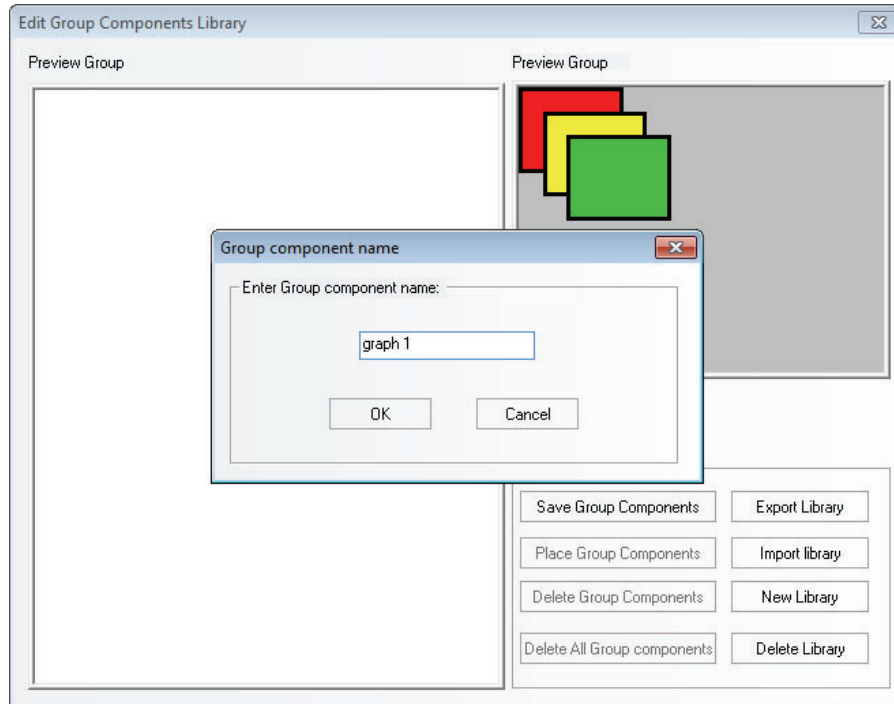 Edit Group Components Library
Preview Group
Preview Group
Group component name
Enter Group component name:
graph 1
OK Cancel
Save Group Components Export Library
Place Group Components Import library
Delete Group Components New Library
Delete All Group components Delete Library